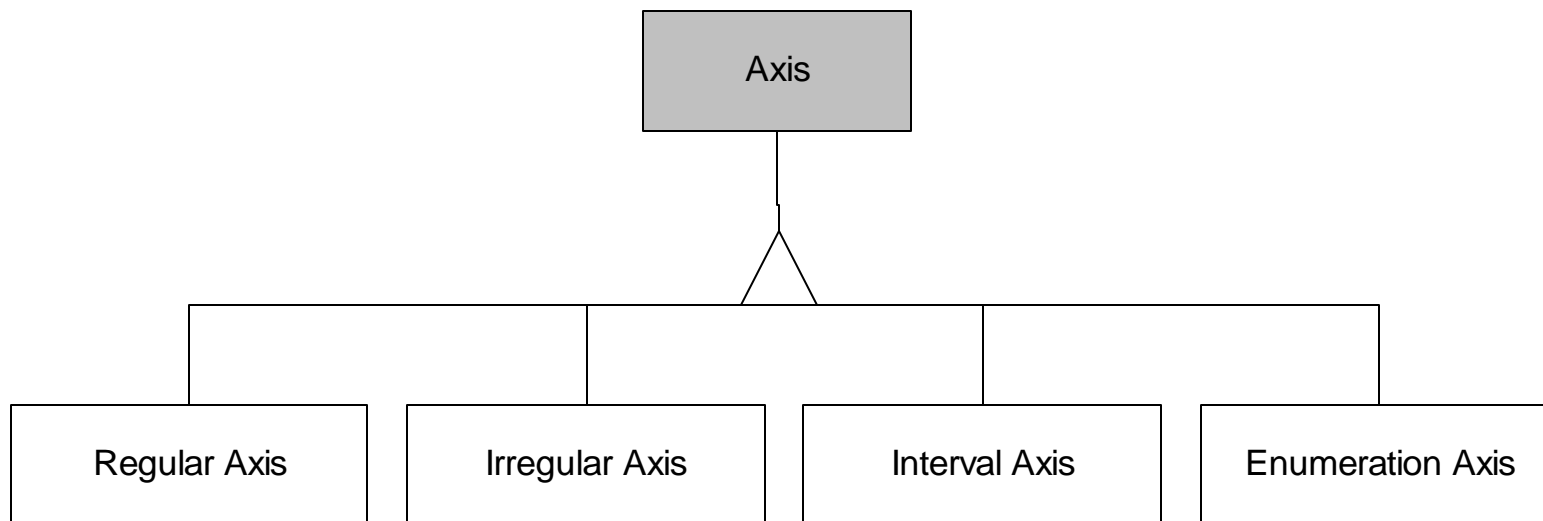 Axis
Regular Axis
Irregular Axis
Interval Axis
Enumeration Axis